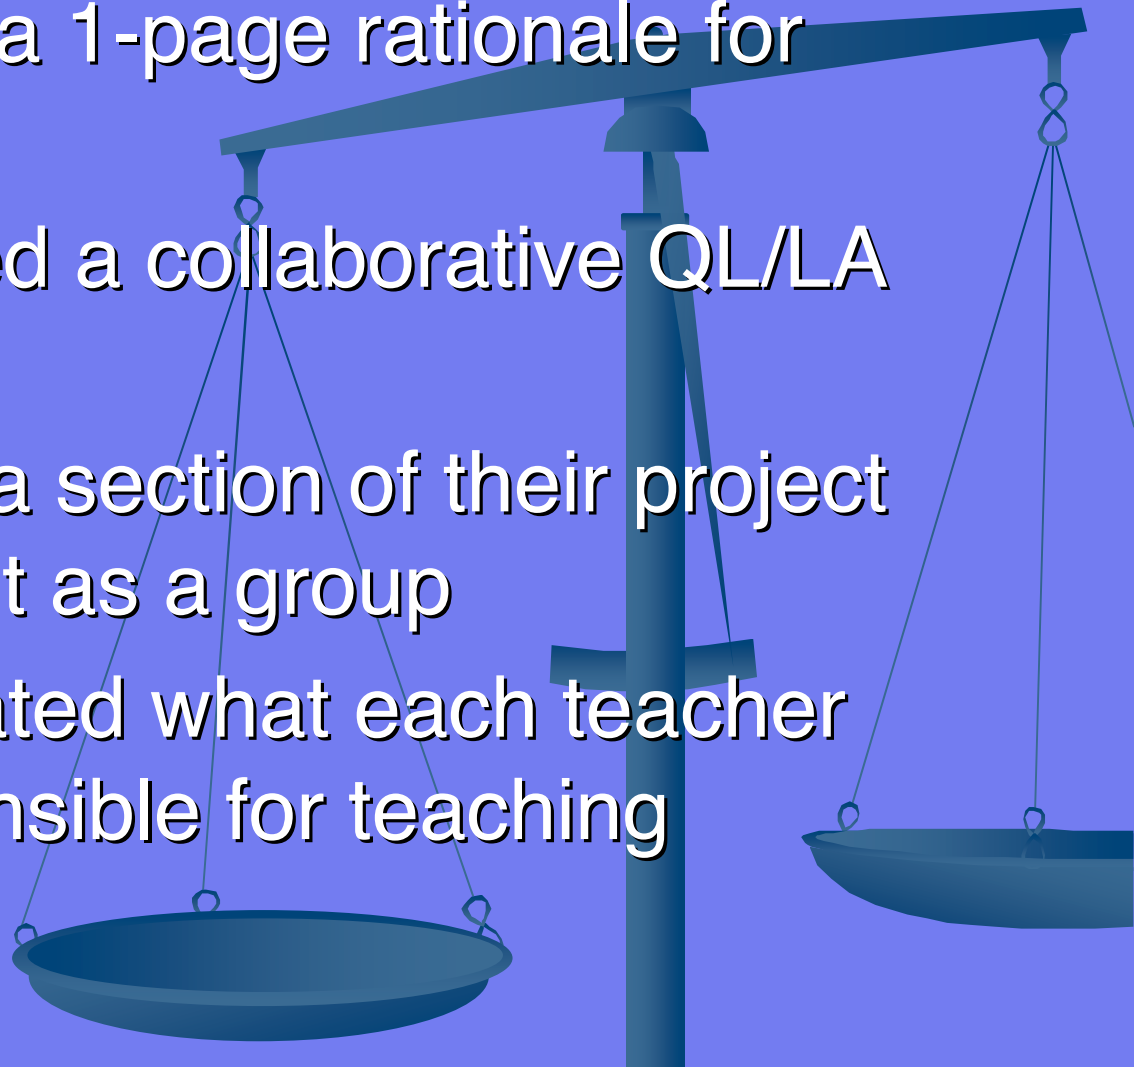 a 1-page rationale for
ed a collaborative QL/LA
a section of their project
t as a group
ated what each teacher
nsible for teaching